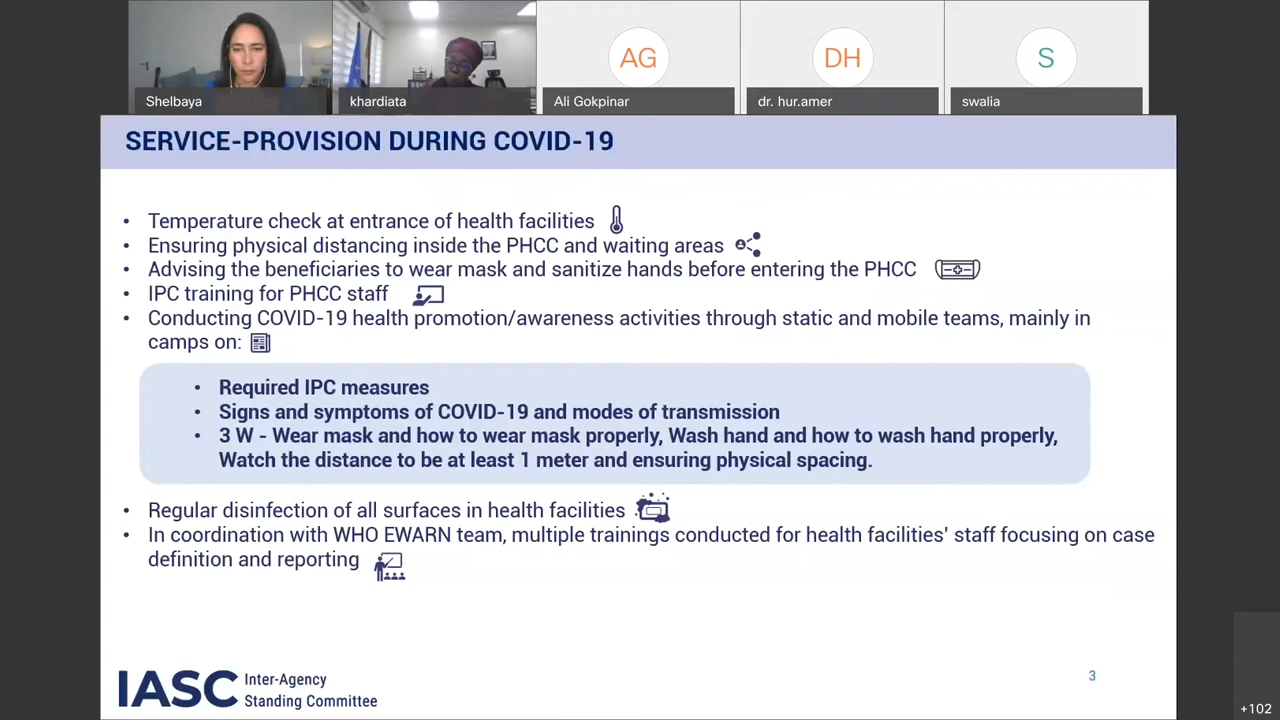 AG
DH
S
Shelbaya
khardiata
Ali Gokpinar
dr. hur.amer
swalia
SERVICE-PROVISION DURING COVID-19
• Temperature check at entrance of health facilities
• Ensuring physical distancing inside the PHCC and waiting areas
• Advising the beneficiaries to wear mask and sanitize hands before entering the PHCC
• IPC training for PHCC staff
• Conducting COVID-19 health promotion/awareness activities through static and mobile teams, mainly in
camps on:
• Required IPC measures
• Signs and symptoms of COVID-19 and modes of transmission
• 3 W - Wear mask and how to wear mask properly, Wash hand and how to wash hand properly,
Watch the distance to be at least 1 meter and ensuring physical spacing.
• Regular disinfection of all surfaces in health facilities
• In coordination with WHO EWARN team, multiple trainings conducted for health facilities' staff focusing on case
definition and reporting
IASC
Inter-Agency
Standing Committee
3
+102